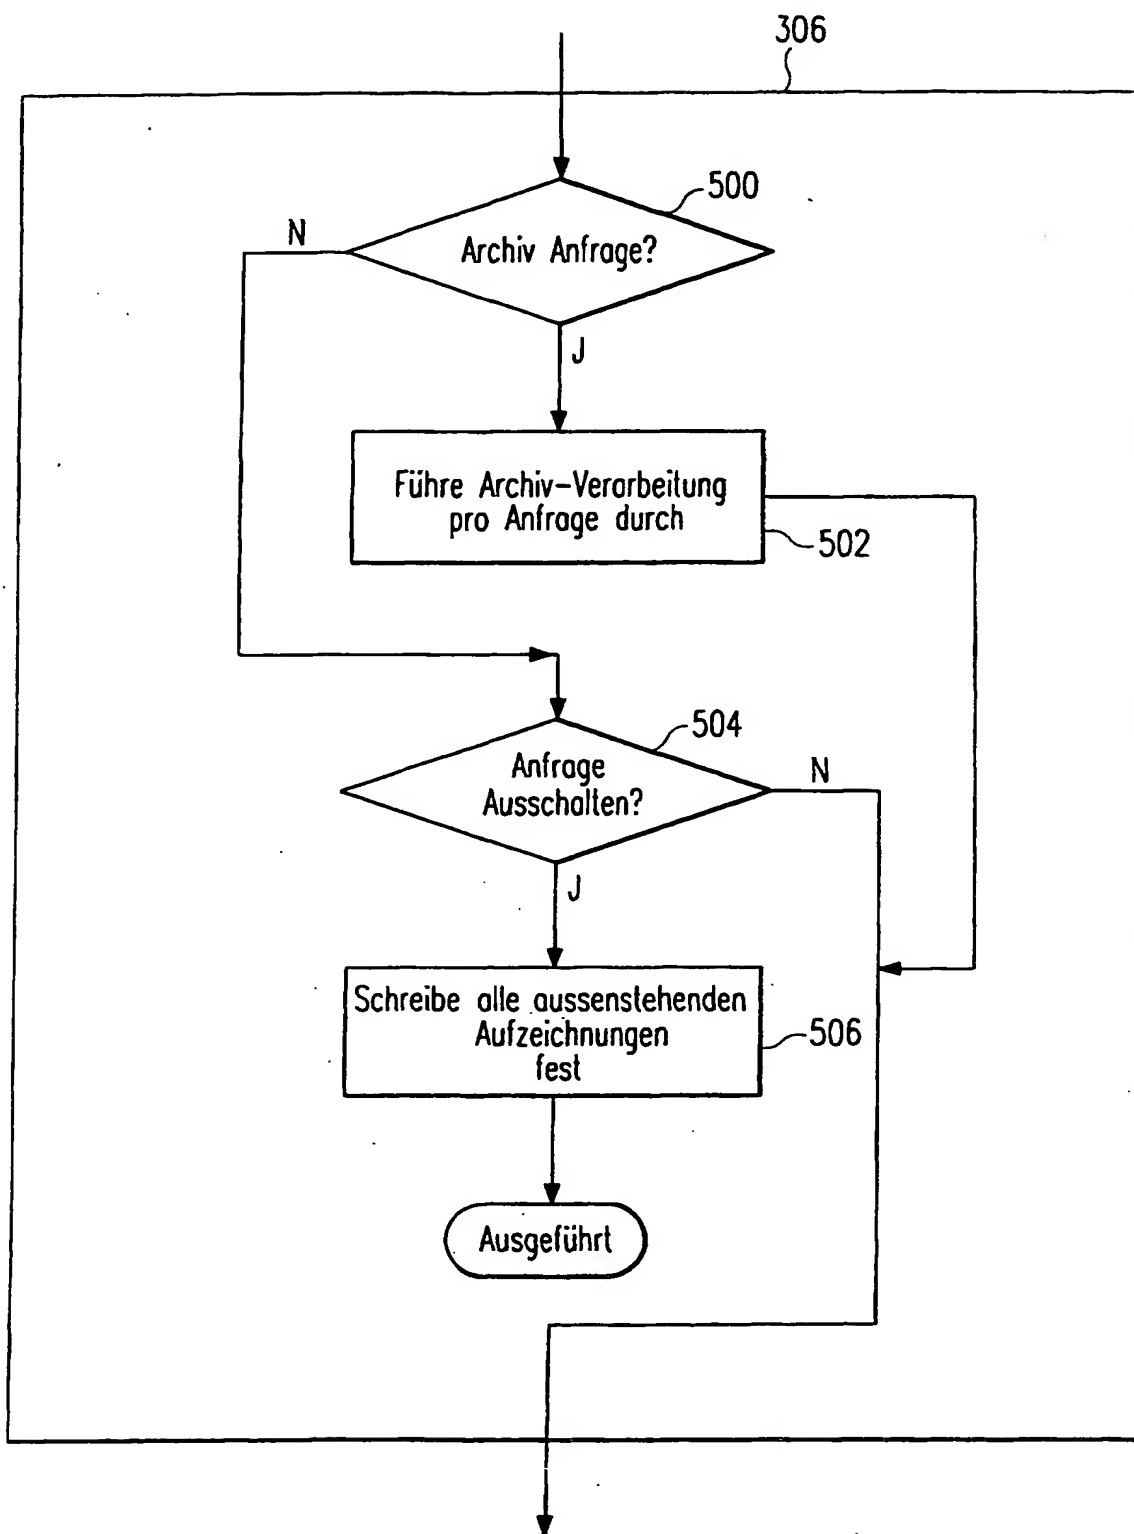 306
500
N
Archiv Anfrage?
J
Führe Archiv-Verarbeitung
pro Anfrage durch
502
504
Anfrage
Ausschalten?
N
J
Schreibe alle aussenstehenden
Aufzeichnungen
fest
506
Ausgeführt